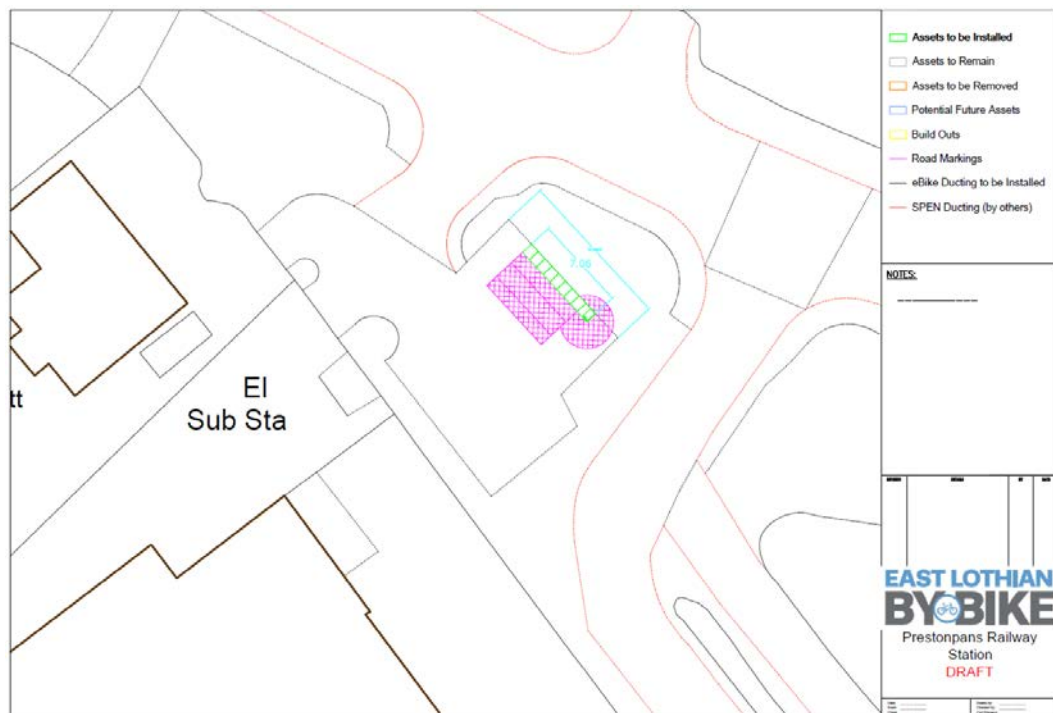 Assets to be Installed
Assets to Remain
Assets to be Removed
Potential Future Assets
Build Outs
Road Markings
eBike Ducting to be Installed
SPEN Ducting (by others)
NOTES:
7.06
El
Sub Sta
tt
EAST LOTHIAN
BY BIKE
Prestonpans Railway
Station
DRAFT